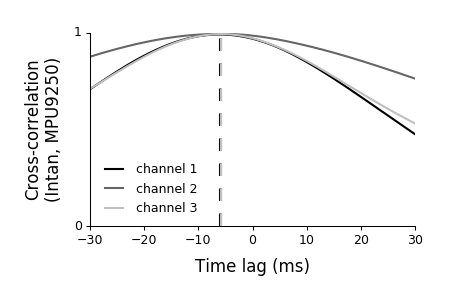 Cross-correlation
(Intan, MPU9250)
1
0
channel 1
channel 2
channel 3
−30 −20 −10 0 10 20 30
Time lag (ms)